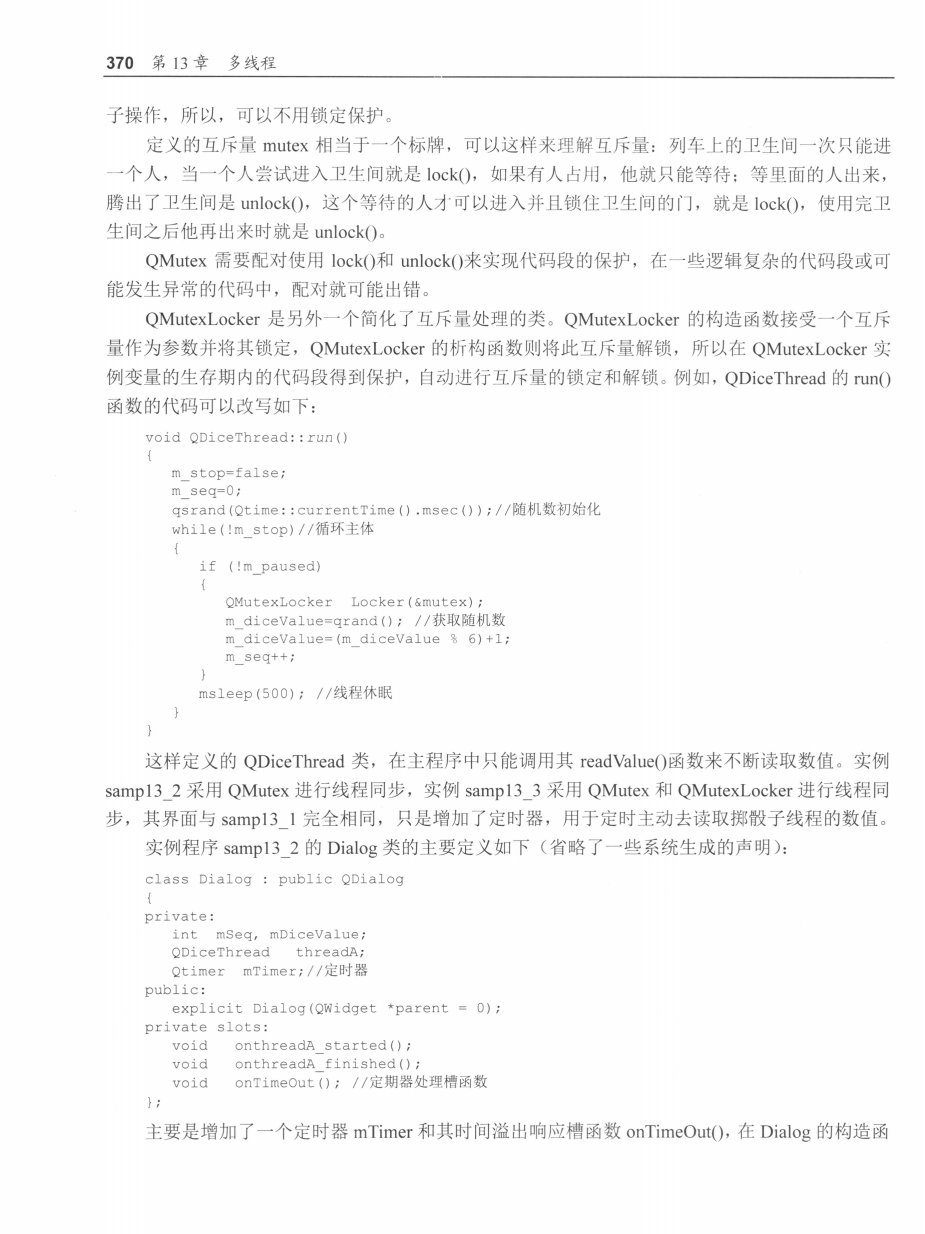 370 第 13 章 多线程
子操作，所以，可以不用锁定保护。
定义的互斥量 mutex 相当于一个标牌，可以这样来理解互斥量：列车上的卫生间一次只能进
一个人，当一个人尝试进入卫生间就是 lock()，如果有人占用，他就只能等待；等里面的人出来，
腾出了卫生间是 unlock()，这个等待的人才可以进入并且锁住卫生间的门，就是 lock()，使用完卫
生间之后他再出来时就是 unlock()。
QMutex 需要配对使用 lock()和 unlock()来实现代码段的保护，在一些逻辑复杂的代码段或可
能发生异常的代码中，配对就可能出错。
QMutexLocker 是另外一个简化了互斥量处理的类。QMutexLocker 的构造函数接受一个互斥
量作为参数并将其锁定，QMutexLocker 的析构函数则将此互斥量解锁，所以在 QMutexLocker 实
例变量的生存期内的代码段得到保护，自动进行互斥量的锁定和解锁。例如，QDiceThread 的 run()
函数的代码可以改写如下：
void QDiceThread::run()
{
m_stop=false;
m_seq=0;
qsrand(Qtime::currentTime().msec());//随机数初始化
while(!m_stop)//循环主体
{
if (!m_paused)
{
QMutexLocker  Locker(&mutex);
m_diceValue=qrand(); //获取随机数
m_diceValue=(m_diceValue % 6)+1;
m_seq++;
}
msleep(500); //线程休眠
}
}
这样定义的 QDiceThread 类，在主程序中只能调用其 readValue()函数来不断读取数值。实例
samp13_2 采用 QMutex 进行线程同步，实例 samp13_3 采用 QMutex 和 QMutexLocker 进行线程同
步，其界面与 samp13_1 完全相同，只是增加了定时器，用于定时主动去读取掷骰子线程的数值。
实例程序 samp13_2 的 Dialog 类的主要定义如下（省略了一些系统生成的声明）：
class Dialog : public QDialog
{
private:
int  mSeq, mDiceValue;
QDiceThread   threadA;
Qtimer  mTimer;//定时器
public:
explicit Dialog(QWidget *parent = 0);
private slots:
void   onthreadA_started();
void   onthreadA_finished();
void   onTimeOut(); //定期器处理槽函数
};
主要是增加了一个定时器 mTimer 和其时间溢出响应槽函数 onTimeOut()，在 Dialog 的构造函